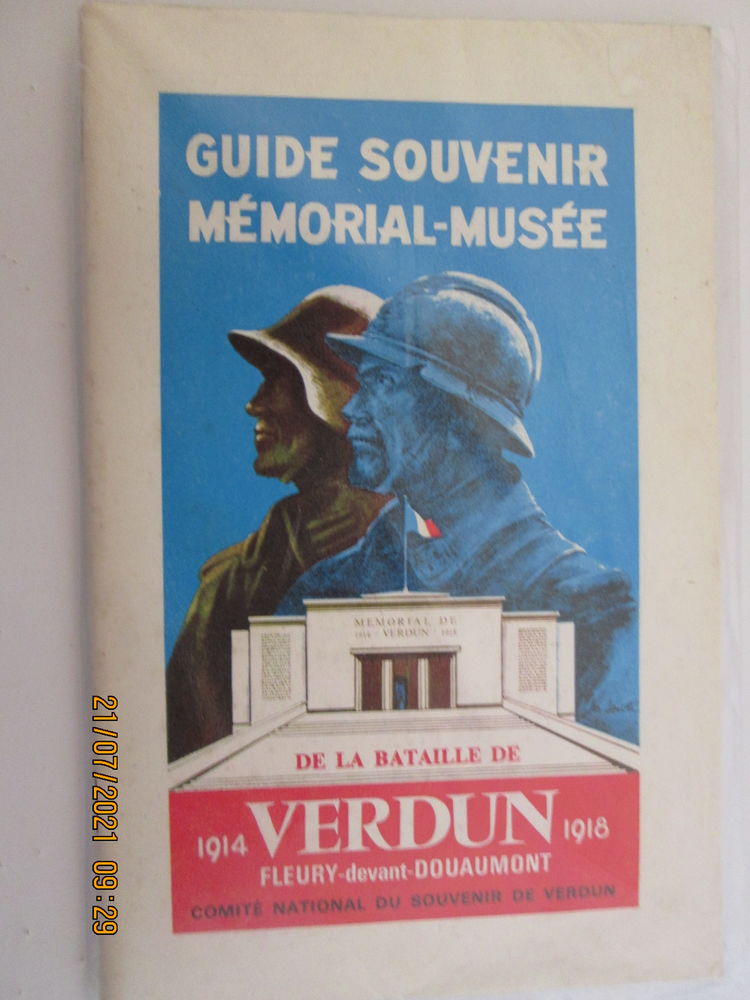 GUIDE SOUVENIR
MÉMORIAL-MUSÉE
MEMORIAL DE
1914 · VERDUN · 1918
DE LA BATAILLE DE
1914 VERDUN 1918
FLEURY-devant-DOUAUMONT
COMITÉ NATIONAL DU SOUVENIR DE VERDUN
21/07/2021 09:29